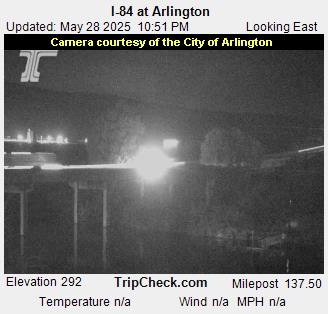 I-84 at Arlington
Updated: May 28 2025 10:51 PM Looking East
Camera courtesy of the City of Arlington
Elevation 292 TripCheck.com Milepost 137.50
Temperature n/a Wind n/a MPH n/a